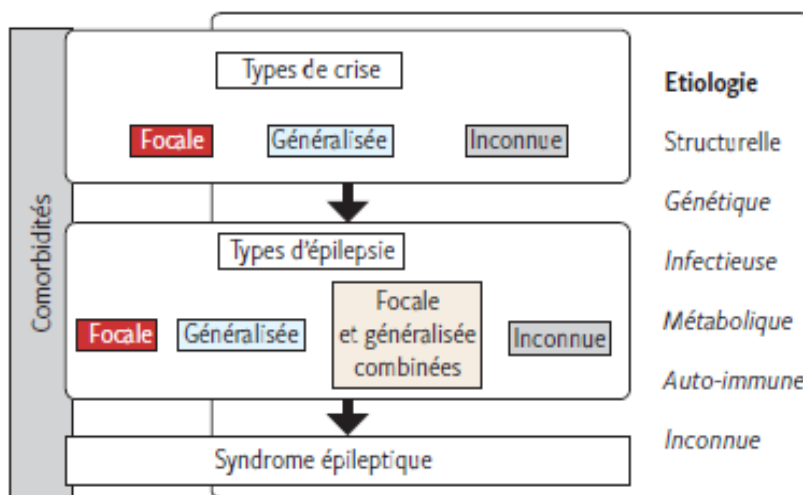 Comorbidités
Types de crise
Focale
Généralisée
Inconnue
Types d'épilepsie
Focale
Généralisée
Focale
et généralisée
combinées
Inconnue
Syndrome épileptique
Etiologie
Structurelle
Génétique
Infectieuse
Métabolique
Auto-immune
Inconnue